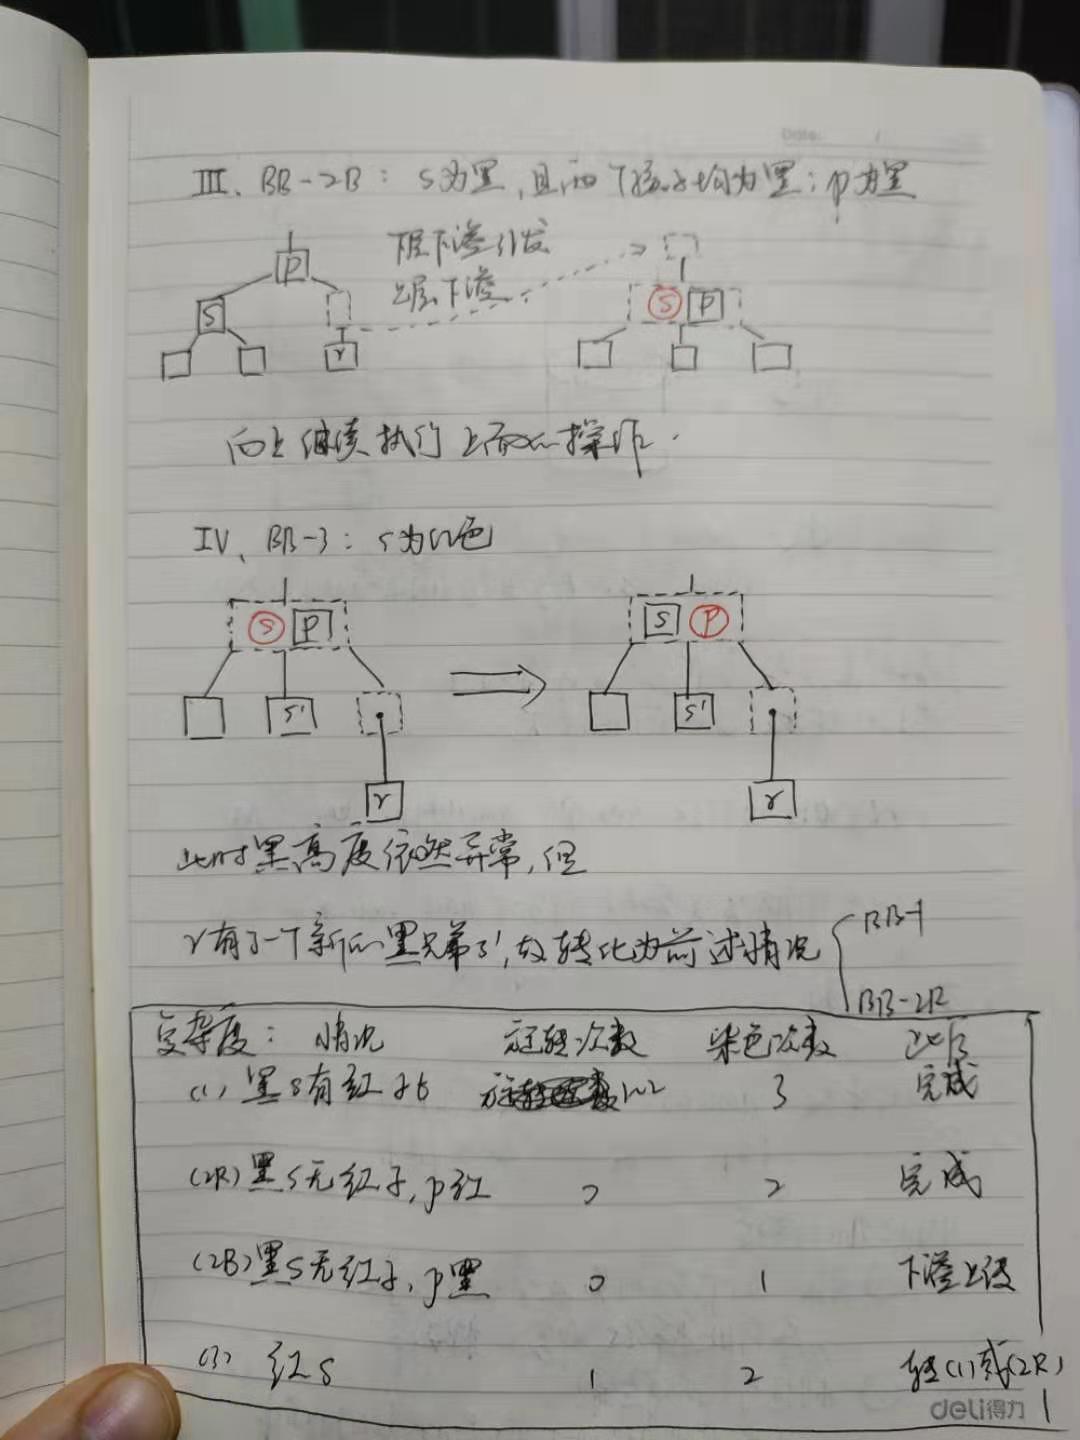 Date: /
III、BB-2B：s为黑，且两个孩子均为黑；p为黑
p
下层下溢引发
上层下溢
s
r
s p
向上继续执行上面的操作.
IV、BB-3：s为红色
s p
s p
s'
s'
r
r
此时黑高度依然异常，但
r有了一个新的黑兄弟s'，故转化为前述情况
BB-1
BB-2R
复杂度： 情况 旋转次数 染色次数 此后
(1) 黑s有红子t 1~2 3 完成
(2R) 黑s无红子，p红 0 2 完成
(2B) 黑s无红子，p黑 0 1 下溢上传
(3) 红s 1 2 转(1)或(2R)
deli得力